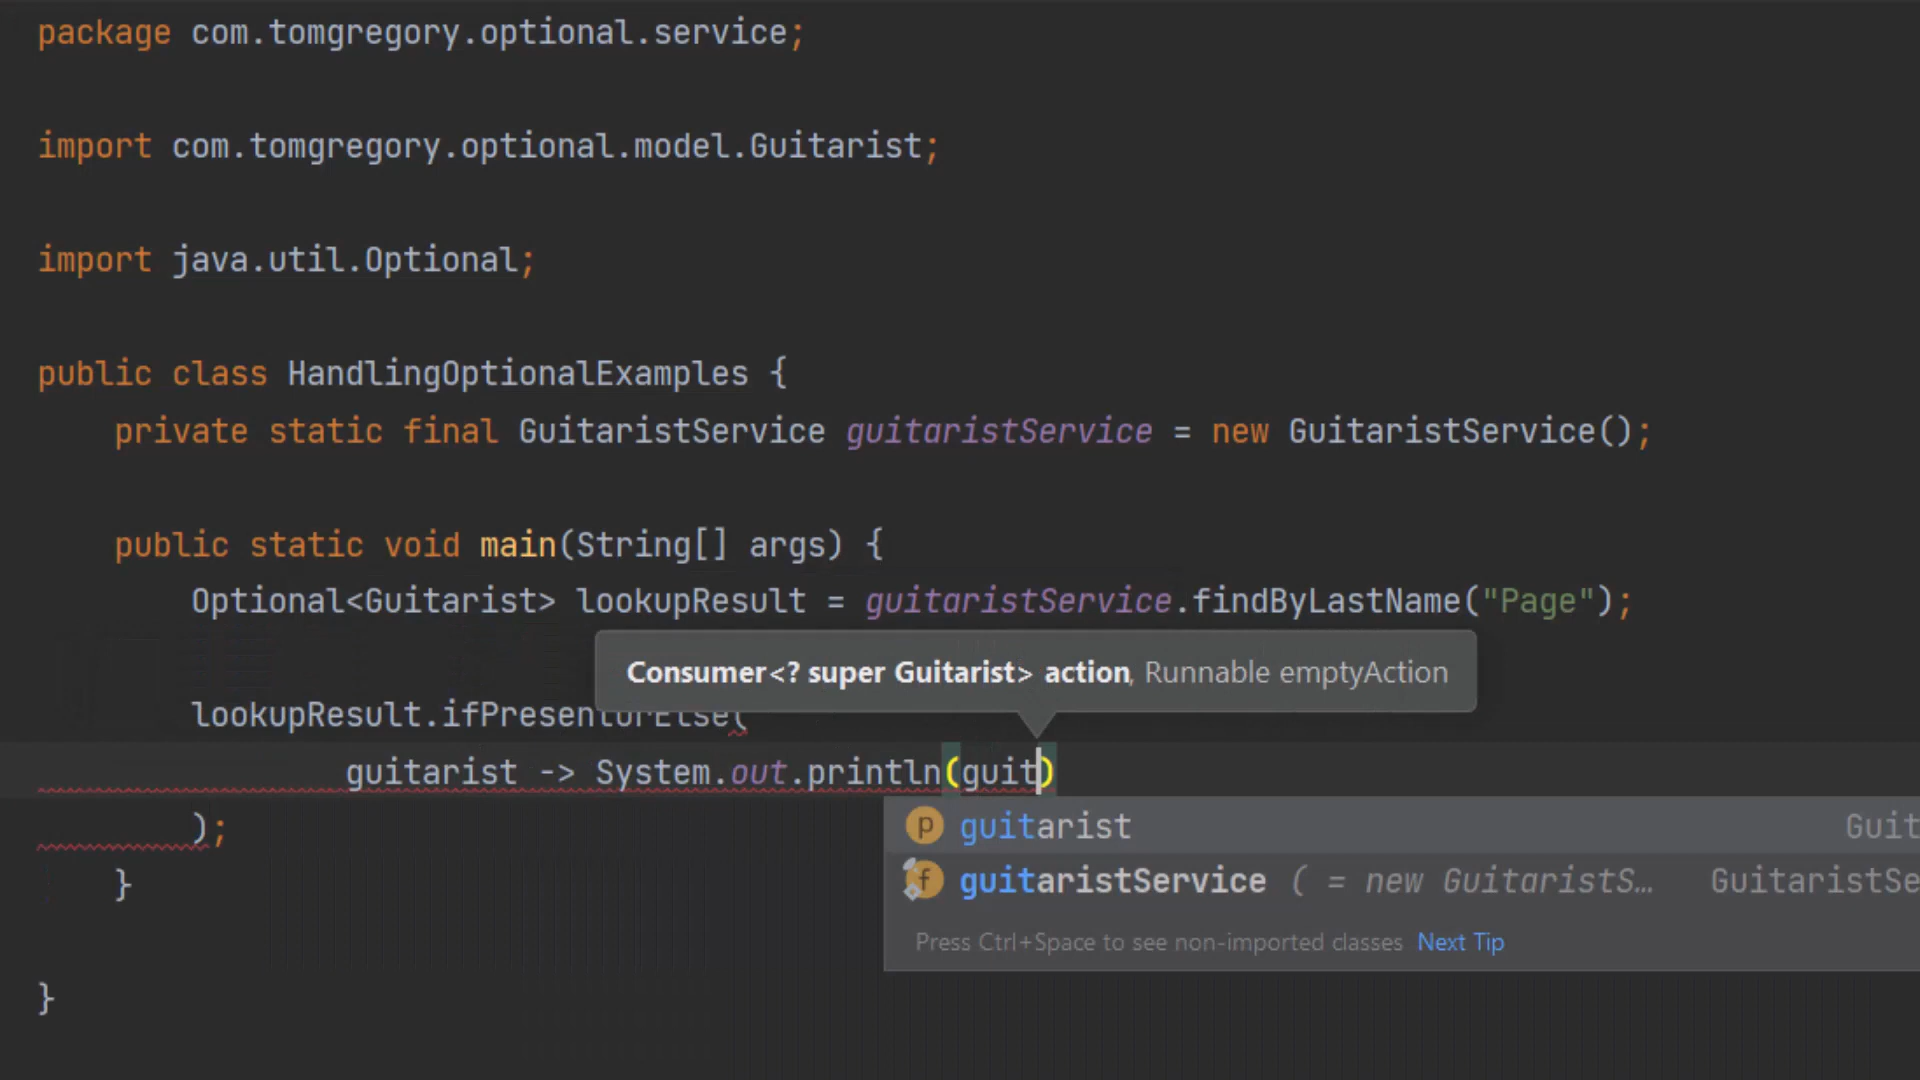 package com.tomgregory.optional.service;
import com.tomgregory.optional.model.Guitarist;
import java.util.Optional;
public class HandlingOptionalExamples {
private static final GuitaristService guitaristService = new GuitaristService();
public static void main(String[] args) {
Optional<Guitarist> lookupResult = guitaristService.findByLastName("Page");
Consumer<? super Guitarist> action, Runnable emptyAction
lookupResult.ifPresentOrElse(
guitarist -> System.out.println(guit)
);
guitarist Guit
guitaristService ( = new GuitaristS… GuitaristSe
}
Press Ctrl+Space to see non-imported classes Next Tip
}